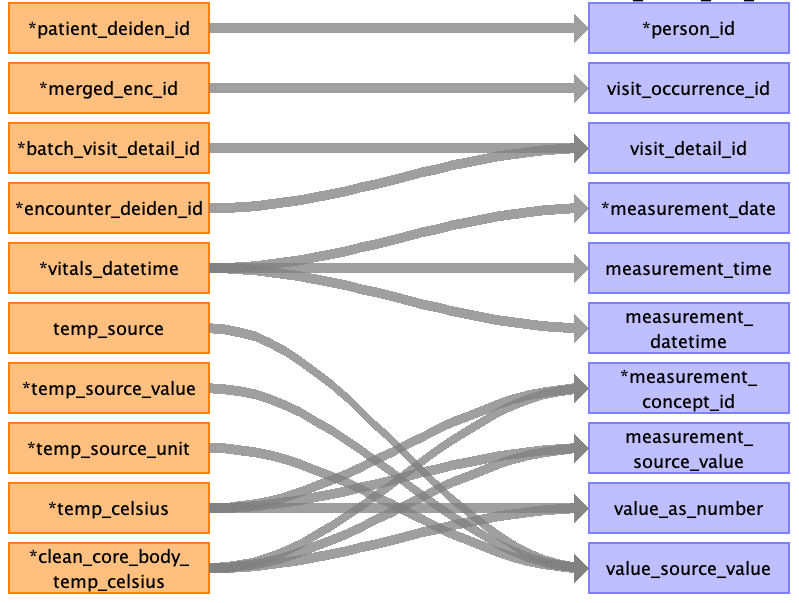 *patient_deiden_id
*person_id
*merged_enc_id
visit_occurrence_id
*batch_visit_detail_id
visit_detail_id
*encounter_deiden_id
*measurement_date
*vitals_datetime
measurement_time
temp_source
measurement_
datetime
*temp_source_value
*measurement_
concept_id
*temp_source_unit
measurement_
source_value
*temp_celsius
value_as_number
*clean_core_body_
temp_celsius
value_source_value